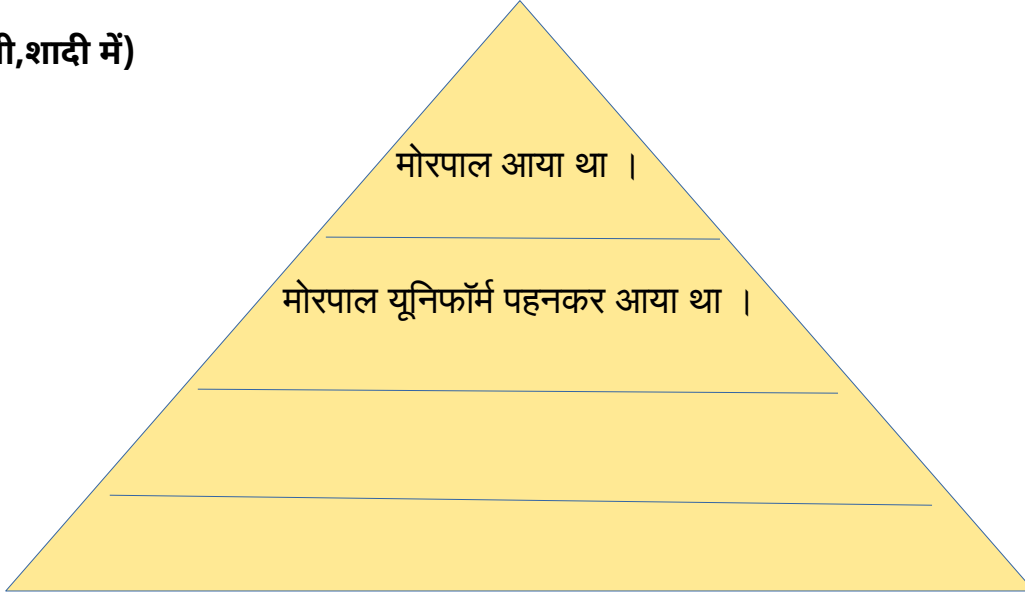 शादी में)
मोरपाल आया था ।
मोरपाल यूनिफॉर्म पहनकर आया था ।